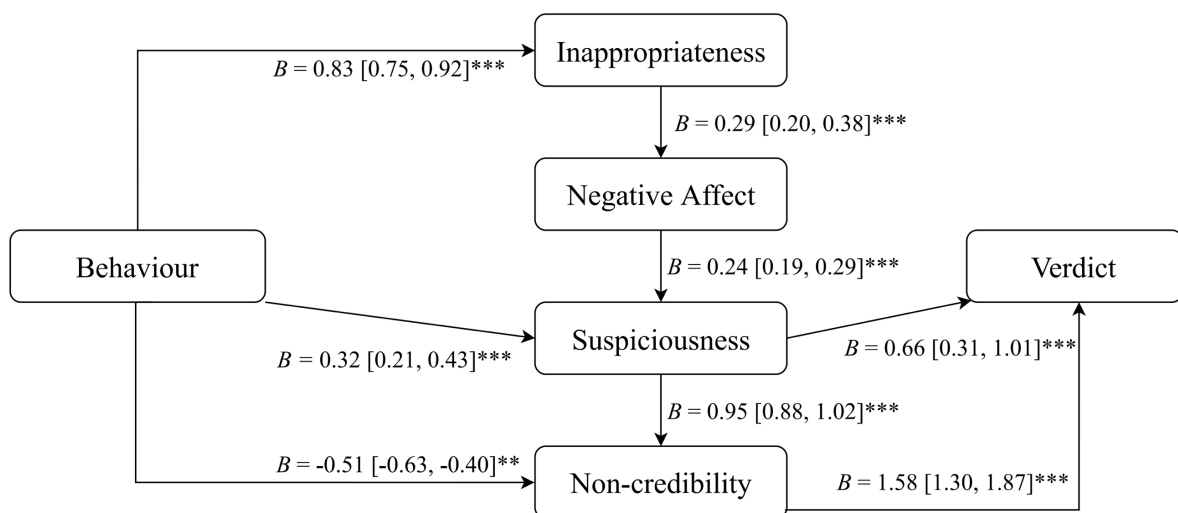 Inappropriateness
B = 0.83 [0.75, 0.92]***
B = 0.29 [0.20, 0.38]***
Negative Affect
Behaviour
B = 0.24 [0.19, 0.29]***
Verdict
Suspiciousness
B = 0.32 [0.21, 0.43]***
B = 0.66 [0.31, 1.01]***
B = 0.95 [0.88, 1.02]***
B = -0.51 [-0.63, -0.40]**
Non-credibility
B = 1.58 [1.30, 1.87]***